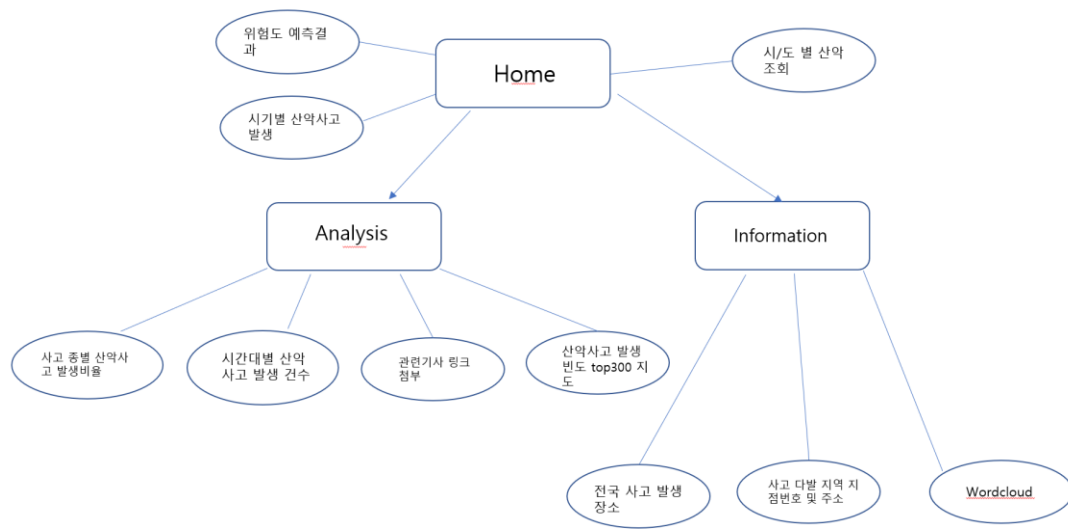 위험도 예측결
과
Home
시/도 별 산악
조회
시기별 산악사고
발생
Analysis
Information
사고 종별 산악사
고 발생비율
시간대별 산악
사고 발생 건수
관련기사 링크
첨부
산악사고 발생
빈도 top300 지
도
전국 사고 발생
장소
사고 다발 지역 지
점번호 및 주소
Wordcloud